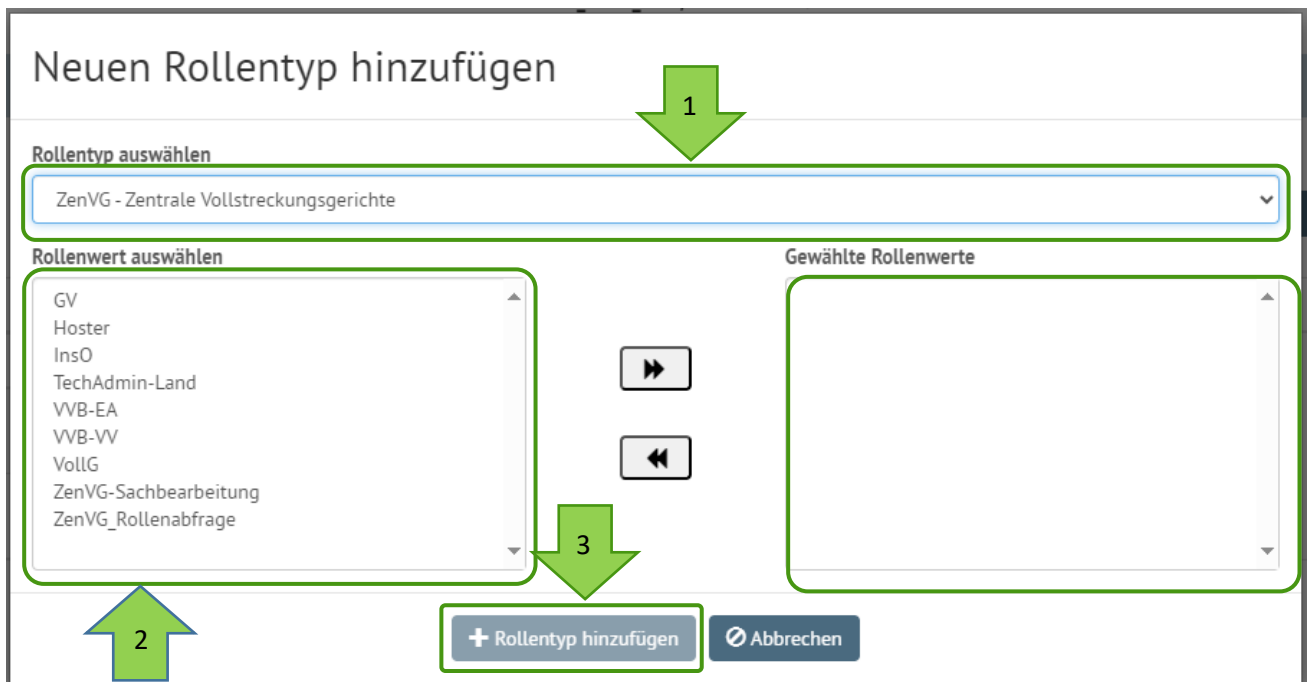 Neuen Rollentyp hinzufügen
1
Rollentyp auswählen
ZenVG - Zentrale Vollstreckungsgerichte
Rollenwert auswählen
Gewählte Rollenwerte
GV
Hoster
InsO
TechAdmin-Land
VVB-EA
VVB-VV
VollG
ZenVG-Sachbearbeitung
ZenVG_Rollenabfrage
3
2
Rollentyp hinzufügen
Abbrechen